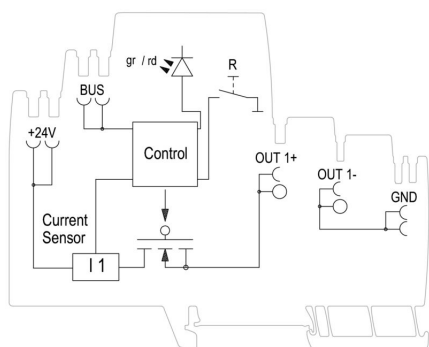 gr / rd
R
BUS
+24V
Control
OUT 1+
OUT 1-
GND
Current
Sensor
I 1